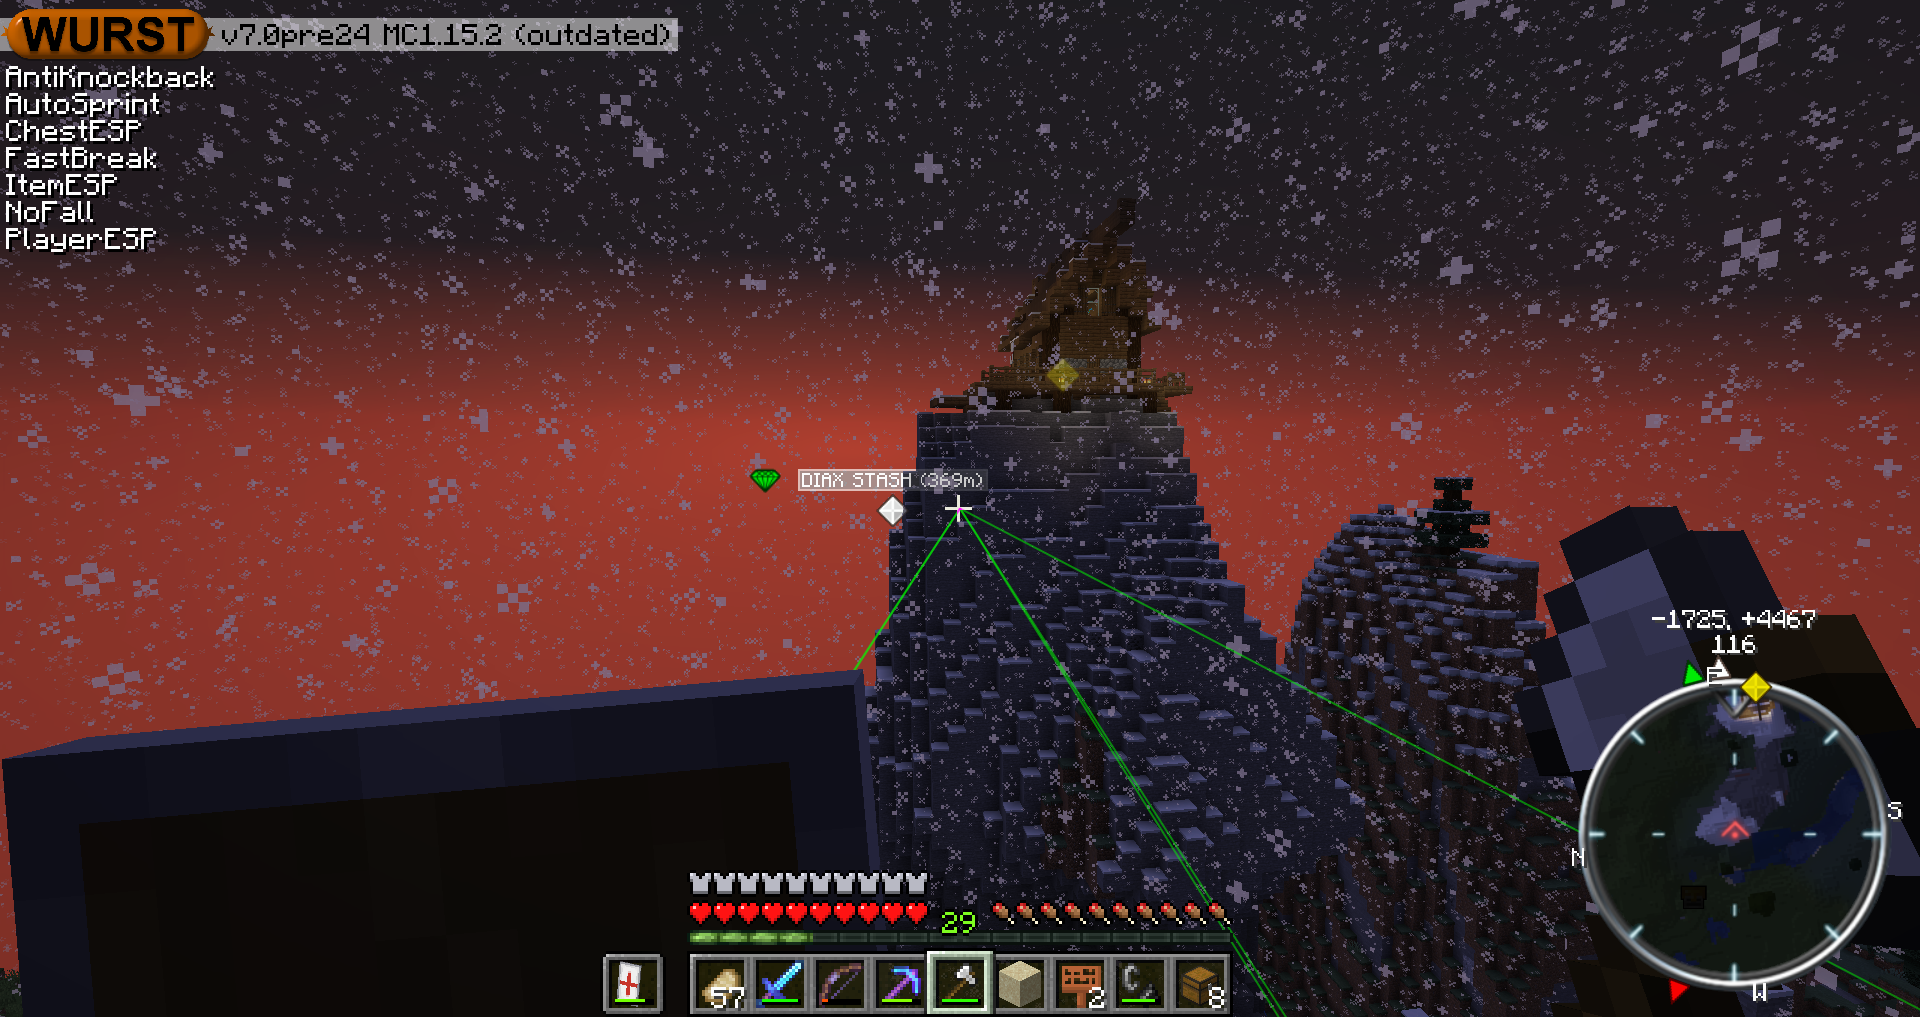 WURST v7.0pre24 MC1.15.2 (outdated)
AntiKnockback
AutoSprint
ChestESP
FastBreak
ItemESP
NoFall
PlayerESP
DIAX STASH (369m)
-1725, +4467
116
E
S
N
W
29
57
2
8